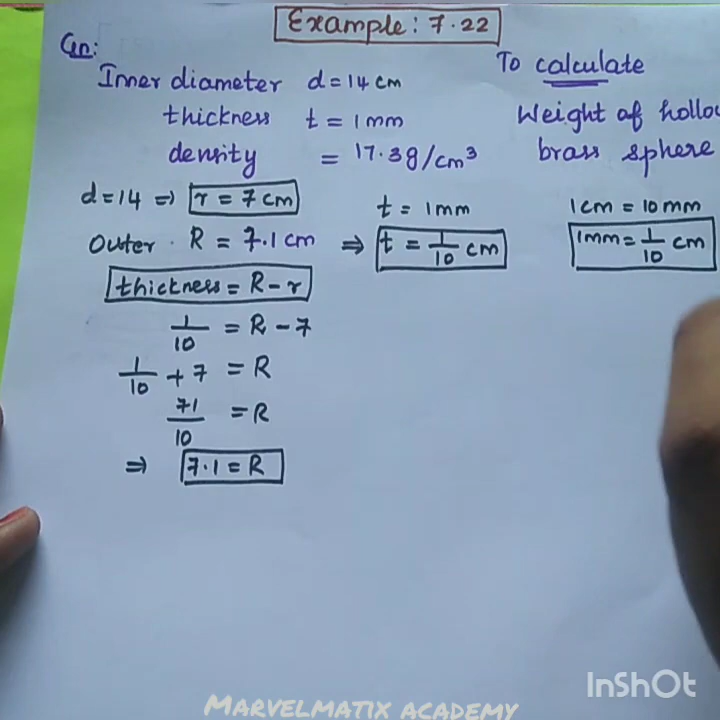 Example: 7.22
Gn:
Inner diameter d = 14 cm
thickness t = 1 mm
density = 17.3g/cm³
To calculate
Weight of hollo
brass sphere
d = 14 ⇒ r = 7 cm
Outer. R = 7.1 cm
thickness = R - r
1/10 = R - 7
1/10 + 7 = R
71/10 = R
⇒ 7.1 = R
t = 1mm
⇒ t = 1/10 cm
1cm = 10 mm
1mm = 1/10 cm
InShOt
MARVELMATIX ACADEMY